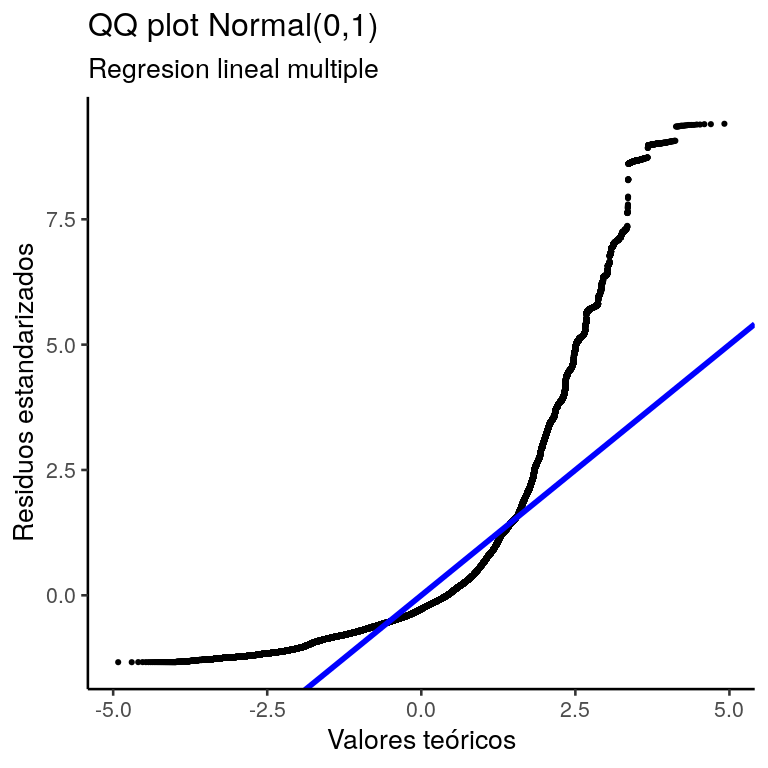 QQ plot Normal(0,1)
Regresion lineal multiple
Residuos estandarizados
7.5
5.0
2.5
0.0
-5.0
-2.5
0.0
2.5
5.0
Valores teóricos